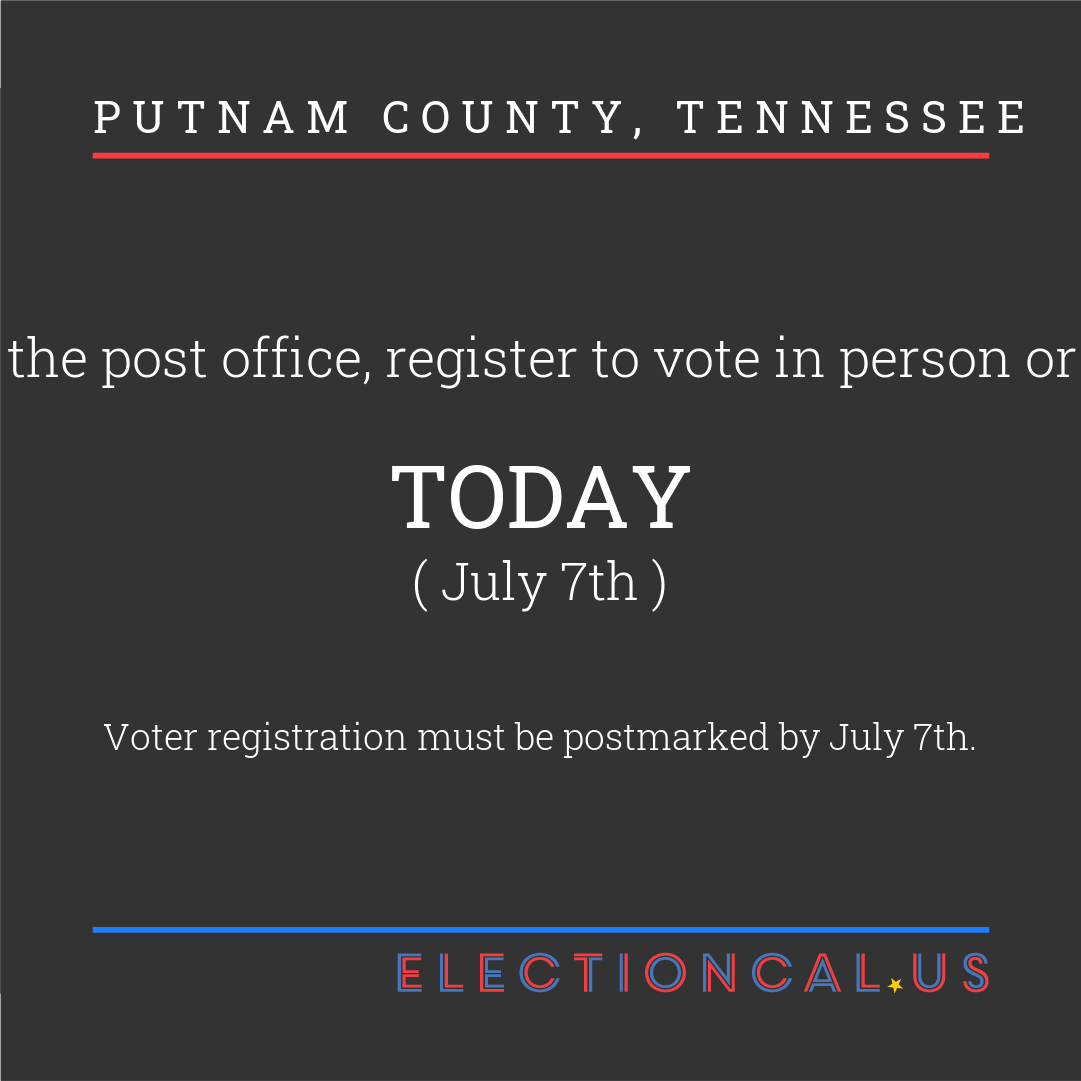 PUTNAM COUNTY, TENNESSEE
the post office, register to vote in person or
TODAY
( July 7th )
Voter registration must be postmarked by July 7th.
ELECTIONCAL.US